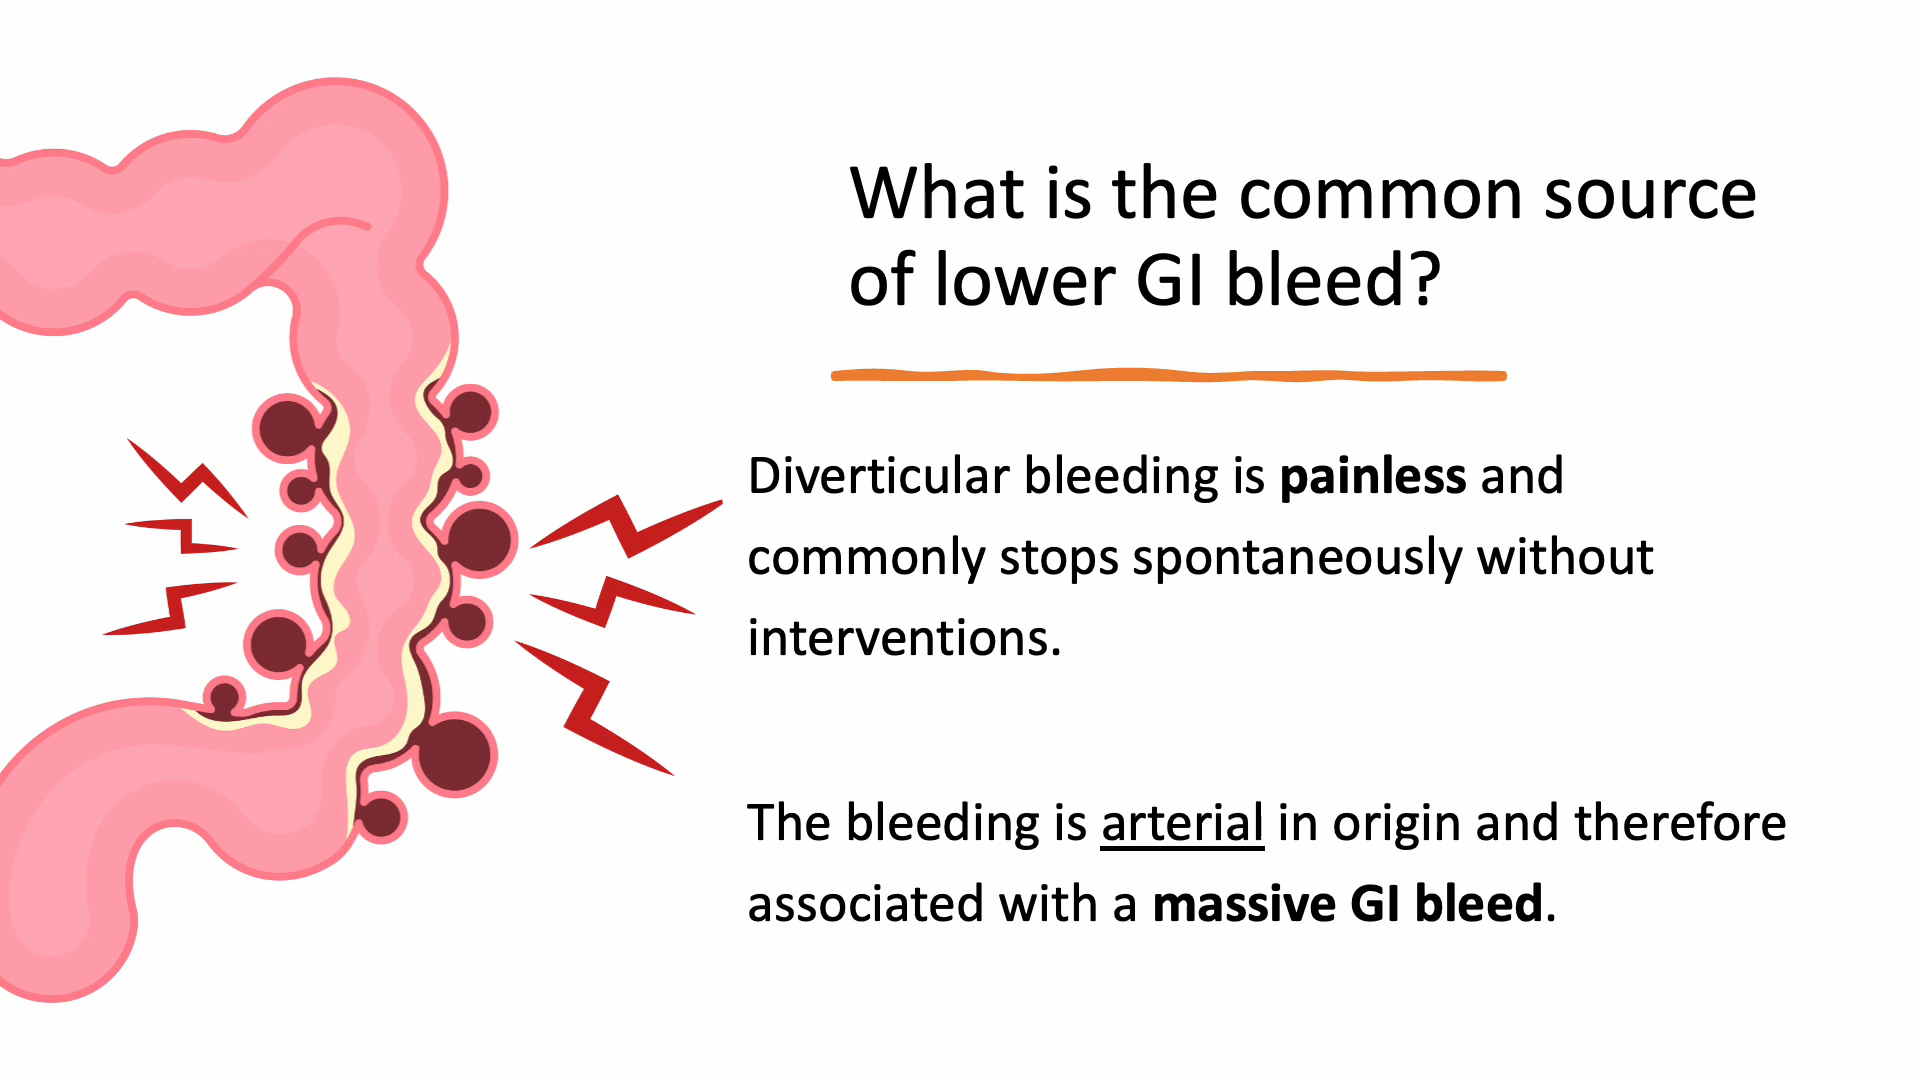 What is the common source
of lower GI bleed?
Diverticular bleeding is painless and
commonly stops spontaneously without
interventions.
The bleeding is arterial in origin and therefore
associated with a massive GI bleed.